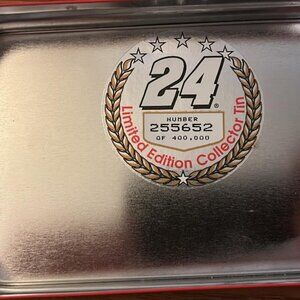 24®
NUMBER
255652
OF 400,000
Limited Edition Collector Tin